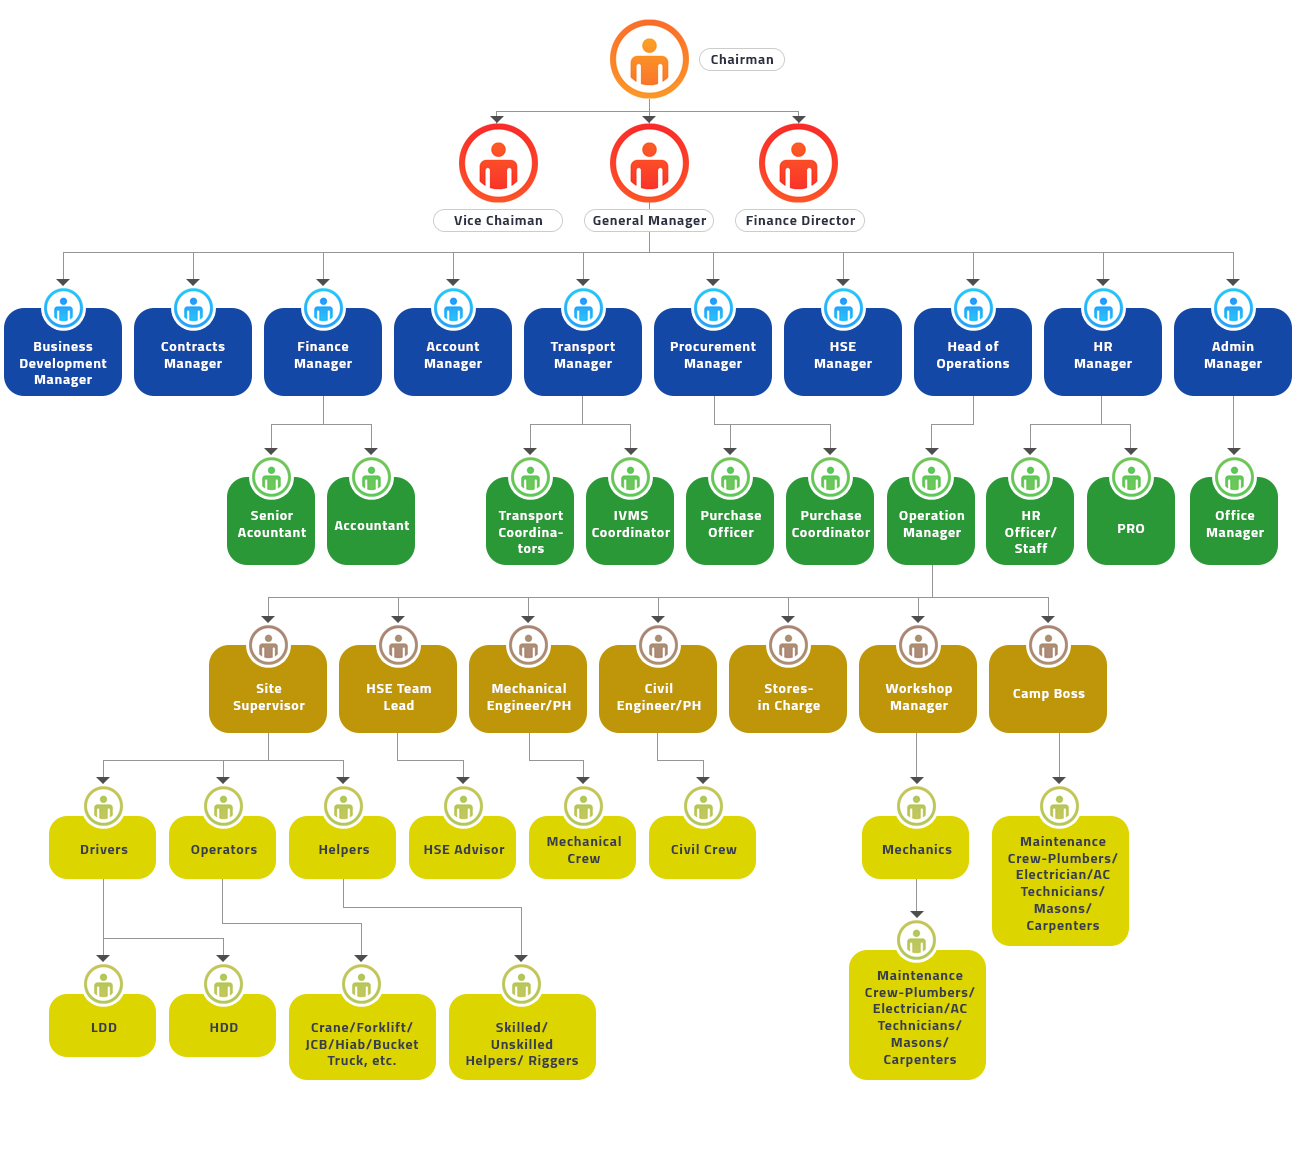 Chairman
Vice Chaiman
General Manager
Finance Director
Business
Development
Manager
Contracts
Manager
Finance
Manager
Account
Manager
Transport
Manager
Procurement
Manager
HSE
Manager
Head of
Operations
HR
Manager
Admin
Manager
Senior
Acountant
Accountant
Transport
Coordina-
tors
IVMS
Coordinator
Purchase
Officer
Purchase
Coordinator
Operation
Manager
HR
Officer/
Staff
PRO
Office
Manager
Site
Supervisor
HSE Team
Lead
Mechanical
Engineer/PH
Civil
Engineer/PH
Stores-
in Charge
Workshop
Manager
Camp Boss
Drivers
Operators
Helpers
HSE Advisor
Mechanical
Crew
Civil Crew
Mechanics
Maintenance
Crew-Plumbers/
Electrician/AC
Technicians/
Masons/
Carpenters
LDD
HDD
Crane/Forklift/
JCB/Hiab/Bucket
Truck, etc.
Skilled/
Unskilled
Helpers/ Riggers
Maintenance
Crew-Plumbers/
Electrician/AC
Technicians/
Masons/
Carpenters